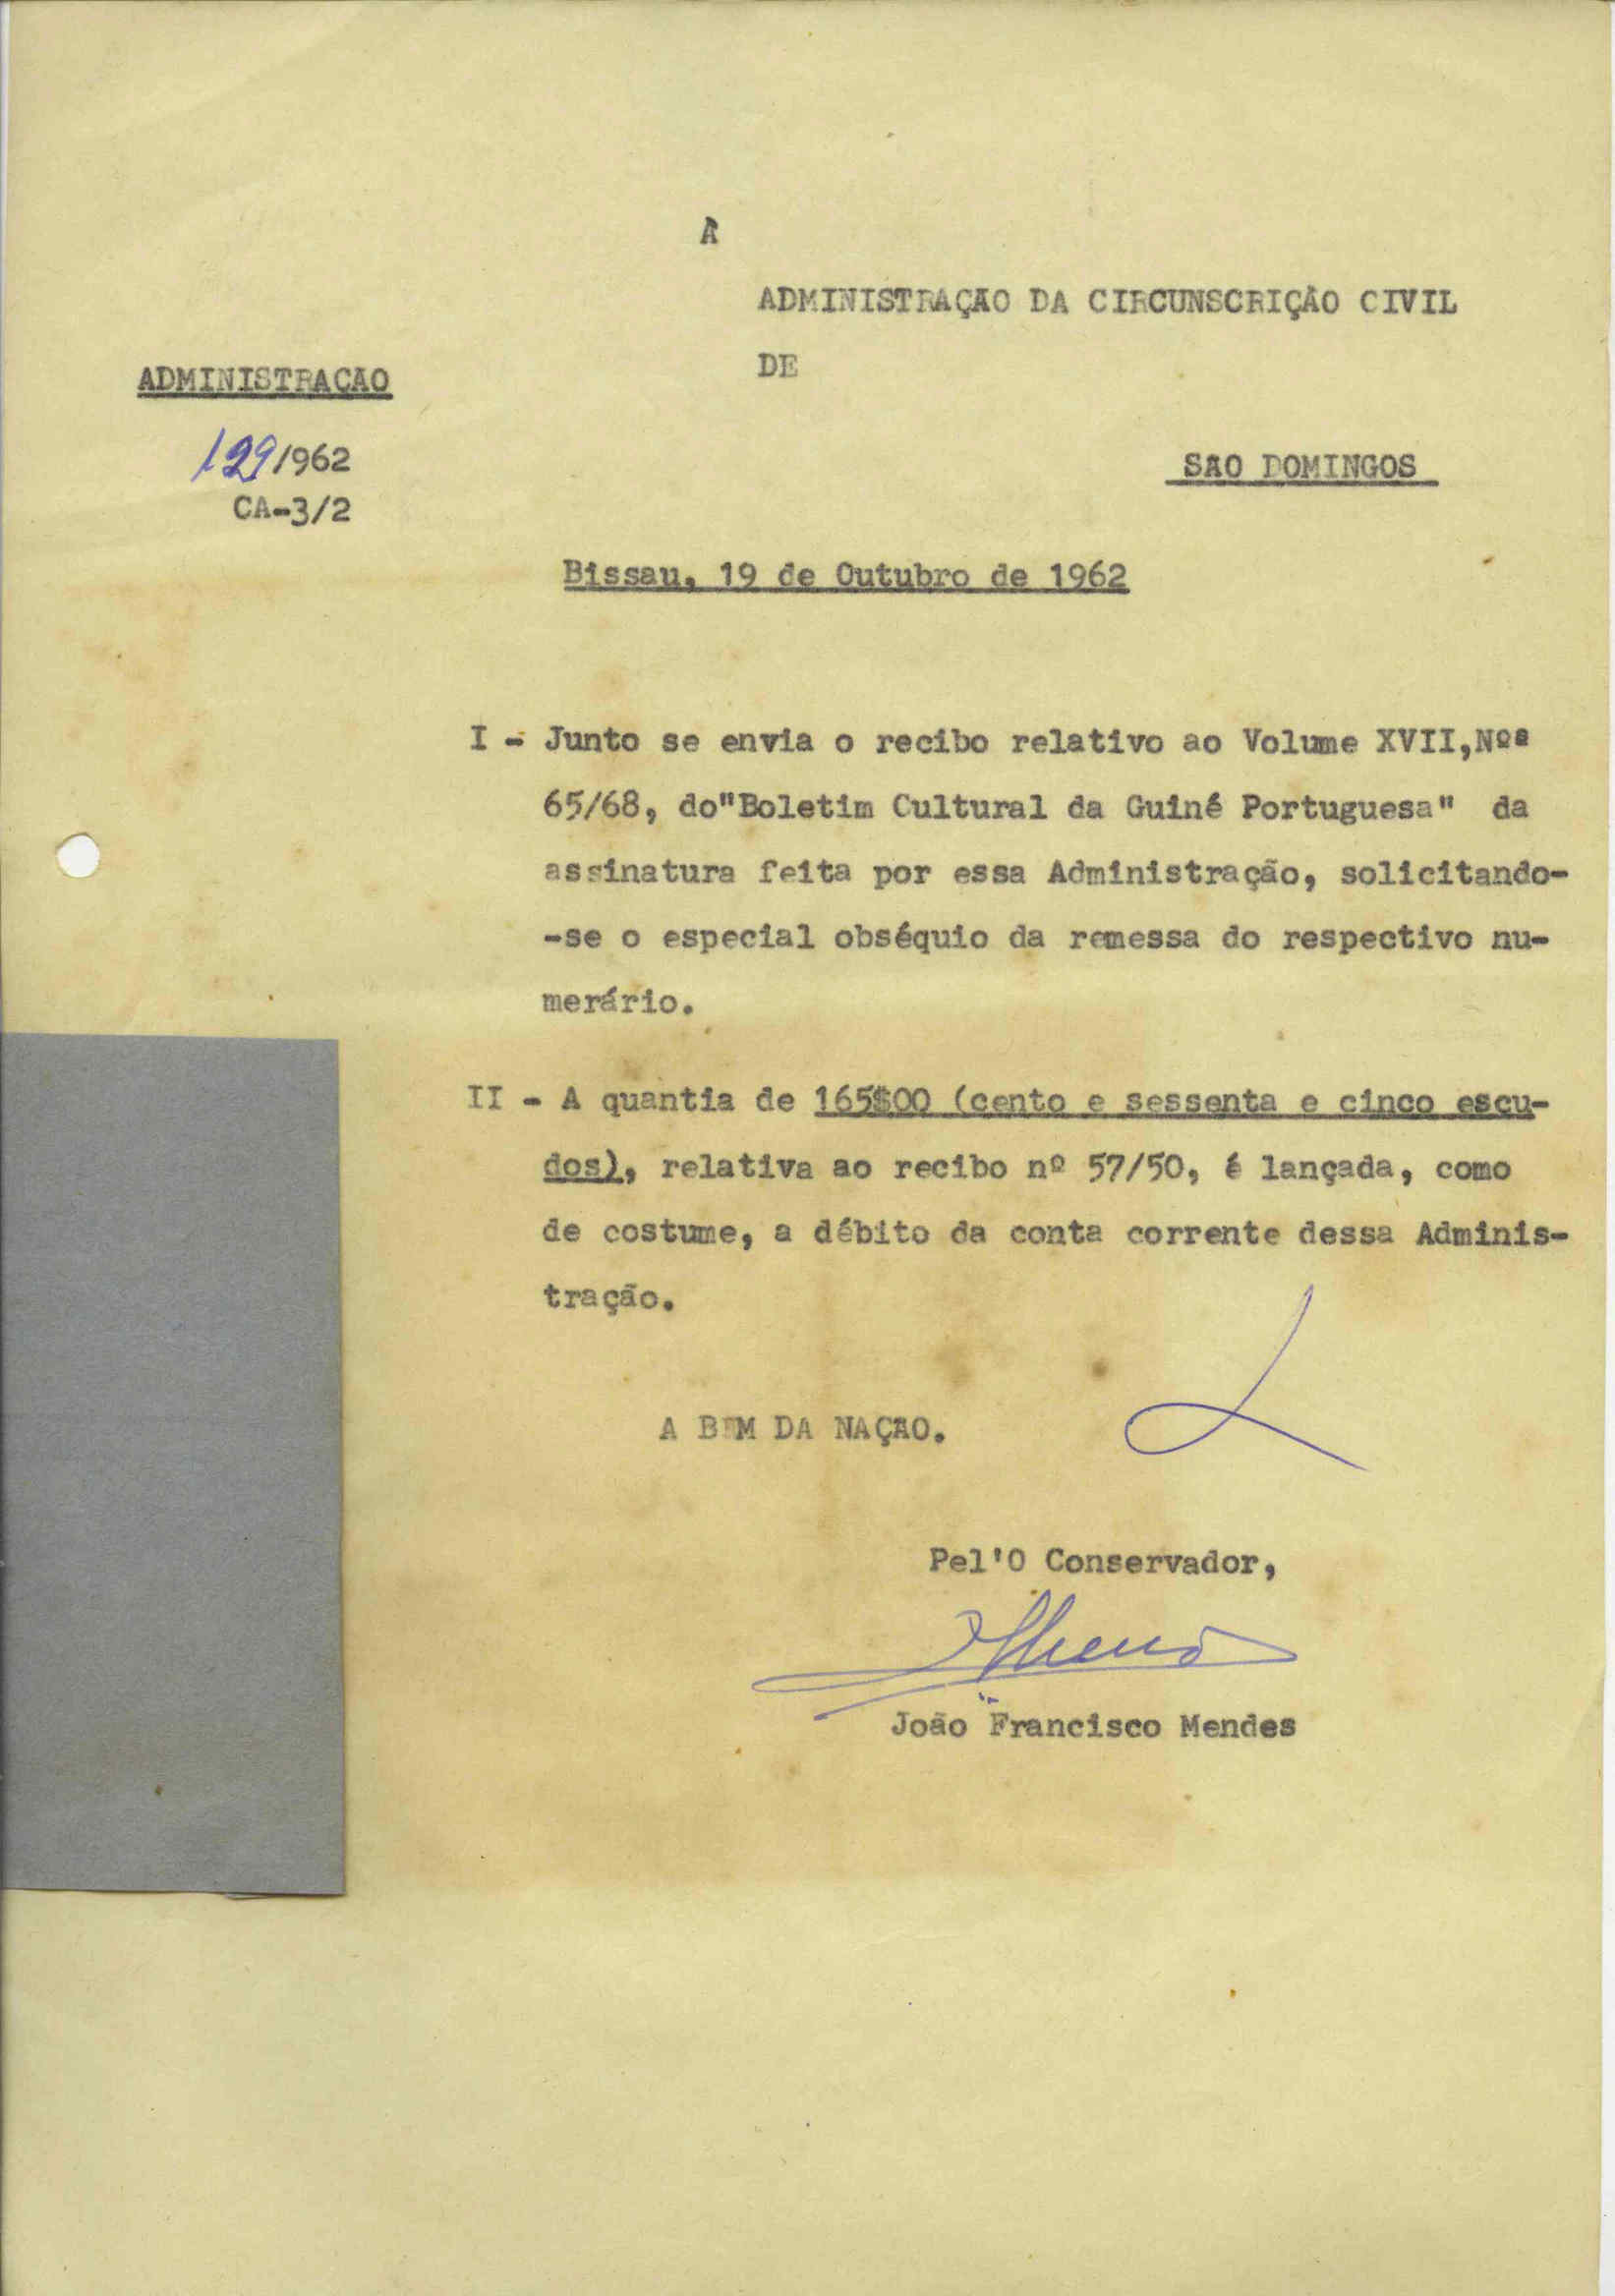 À
ADMINISTRAÇÃO DA CIRCUNSCRIÇÃO CIVIL
DE
ADMINISTRAÇÃO
129/962
SÃO DOMINGOS
CA-3/2
Bissau, 19 de Outubro de 1962
I - Junto se envia o recibo relativo ao Volume XVII,Nºs
65/68, do"Boletim Cultural da Guiné Portuguesa" da
assinatura feita por essa Administração, solicitando-
-se o especial obséquio da remessa do respectivo nu-
merário.
II - A quantia de 165$00 (cento e sessenta e cinco escu-
dos), relativa ao recibo nº 57/50, é lançada, como
de costume, a débito da conta corrente dessa Adminis-
tração.
A BEM DA NAÇÃO.
Pel'O Conservador,
João Francisco Mendes